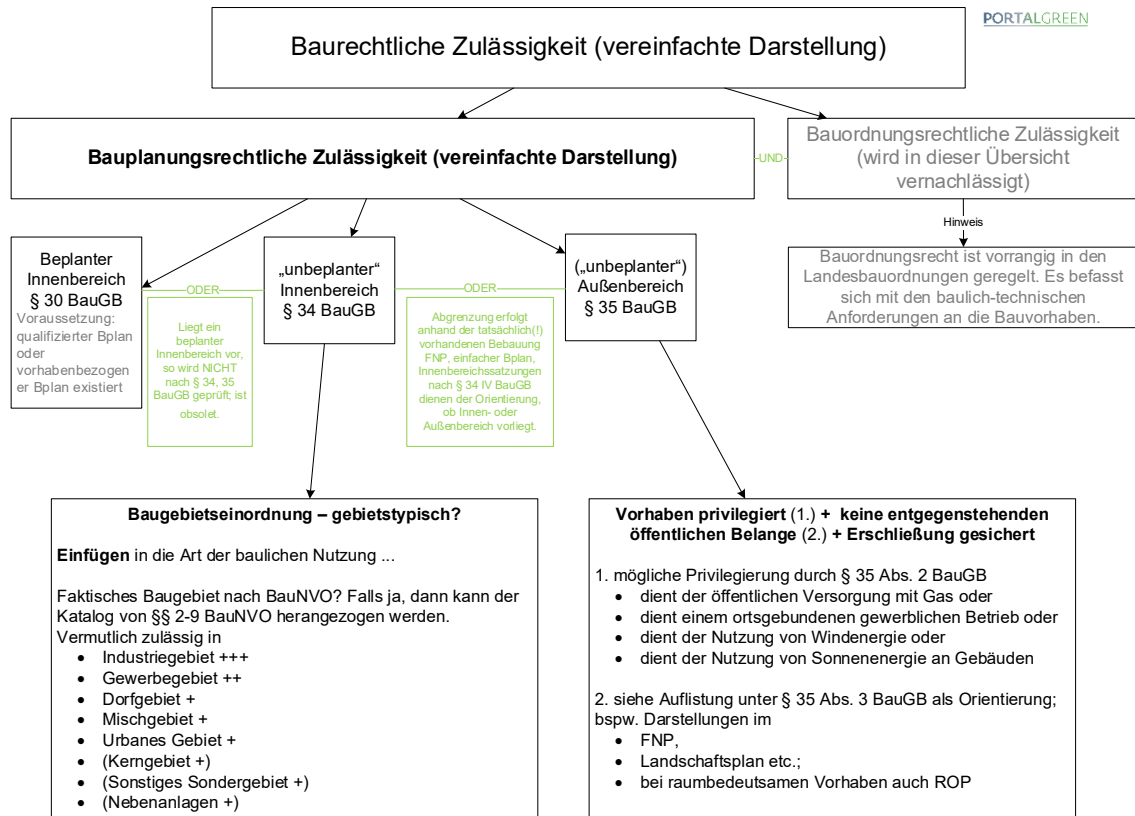 PORTALGREEN
Baurechtliche Zulässigkeit (vereinfachte Darstellung)
Bauplanungsrechtliche Zulässigkeit (vereinfachte Darstellung)
UND
Bauordnungsrechtliche Zulässigkeit
(wird in dieser Übersicht
vernachlässigt)
Hinweis
Bauordnungsrecht ist vorrangig in den
Landesbauordnungen geregelt. Es befasst
sich mit den baulich-technischen
Anforderungen an die Bauvorhaben.
Beplanter
Innenbereich
§ 30 BauGB
Voraussetzung:
qualifizierter Bplan
oder
vorhabenbezogen
er Bplan existiert
ODER
Liegt ein
beplanter
Innenbereich vor,
so wird NICHT
nach § 34, 35
BauGB geprüft; ist
obsolet.
„unbeplanter“
Innenbereich
§ 34 BauGB
ODER
Abgrenzung erfolgt
anhand der tatsächlich(!)
vorhandenen Bebauung
FNP, einfacher Bplan,
Innenbereichssatzungen
nach § 34 IV BauGB
dienen der Orientierung,
ob Innen- oder
Außenbereich vorliegt.
(„unbeplanter“)
Außenbereich
§ 35 BauGB
Baugebietseinordnung – gebietstypisch?
Einfügen in die Art der baulichen Nutzung ...
Faktisches Baugebiet nach BauNVO? Falls ja, dann kann der
Katalog von §§ 2-9 BauNVO herangezogen werden.
Vermutlich zulässig in
• Industriegebiet +++
• Gewerbegebiet ++
• Dorfgebiet +
• Mischgebiet +
• Urbanes Gebiet +
• (Kerngebiet +)
• (Sonstiges Sondergebiet +)
• (Nebenanlagen +)
Vorhaben privilegiert (1.) + keine entgegenstehenden
öffentlichen Belange (2.) + Erschließung gesichert
1. mögliche Privilegierung durch § 35 Abs. 2 BauGB
• dient der öffentlichen Versorgung mit Gas oder
• dient einem ortsgebundenen gewerblichen Betrieb oder
• dient der Nutzung von Windenergie oder
• dient der Nutzung von Sonnenenergie an Gebäuden
2. siehe Auflistung unter § 35 Abs. 3 BauGB als Orientierung;
bspw. Darstellungen im
• FNP,
• Landschaftsplan etc.;
• bei raumbedeutsamen Vorhaben auch ROP